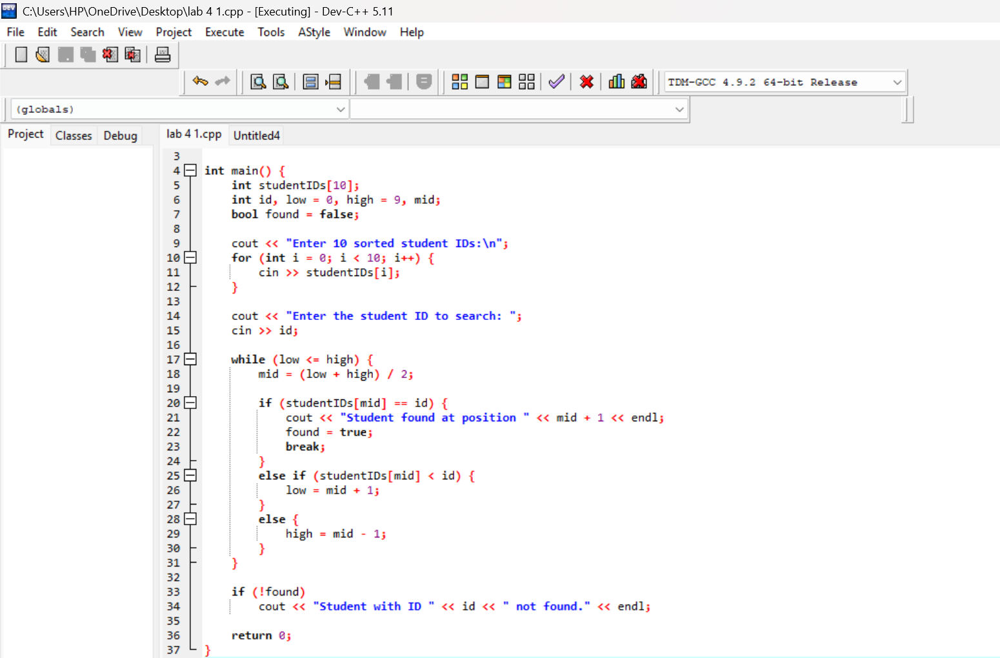 C:\Users\HP\OneDrive\Desktop\lab 4 1.cpp - [Executing] - Dev-C++ 5.11
File Edit Search View Project Execute Tools AStyle Window Help
TDM-GCC 4.9.2 64-bit Release
(globals)
Project Classes Debug lab 4 1.cpp Untitled4
3
4 int main() {
5     int studentIDs[10];
6     int id, low = 0, high = 9, mid;
7     bool found = false;
8
9     cout << "Enter 10 sorted student IDs:\n";
10     for (int i = 0; i < 10; i++) {
11         cin >> studentIDs[i];
12     }
13
14     cout << "Enter the student ID to search: ";
15     cin >> id;
16
17     while (low <= high) {
18         mid = (low + high) / 2;
19
20         if (studentIDs[mid] == id) {
21             cout << "Student found at position " << mid + 1 << endl;
22             found = true;
23             break;
24         }
25         else if (studentIDs[mid] < id) {
26             low = mid + 1;
27         }
28         else {
29             high = mid - 1;
30         }
31     }
32
33     if (!found)
34         cout << "Student with ID " << id << " not found." << endl;
35
36     return 0;
37 }